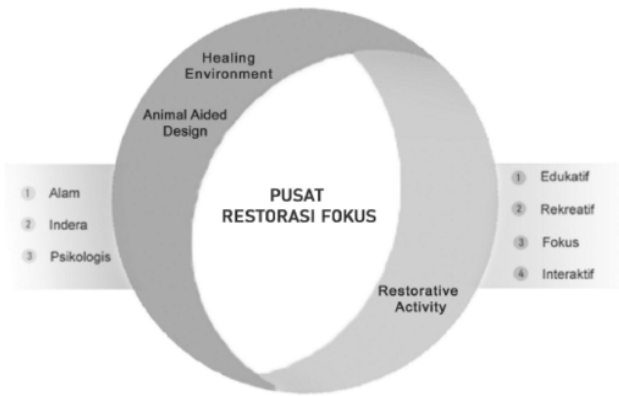 Healing
Environment
Animal Aided
Design
1 Alam
2 Indera
3 Psikologis
PUSAT
RESTORASI FOKUS
1 Edukatif
2 Rekreatif
3 Fokus
4 Interaktif
Restorative
Activity